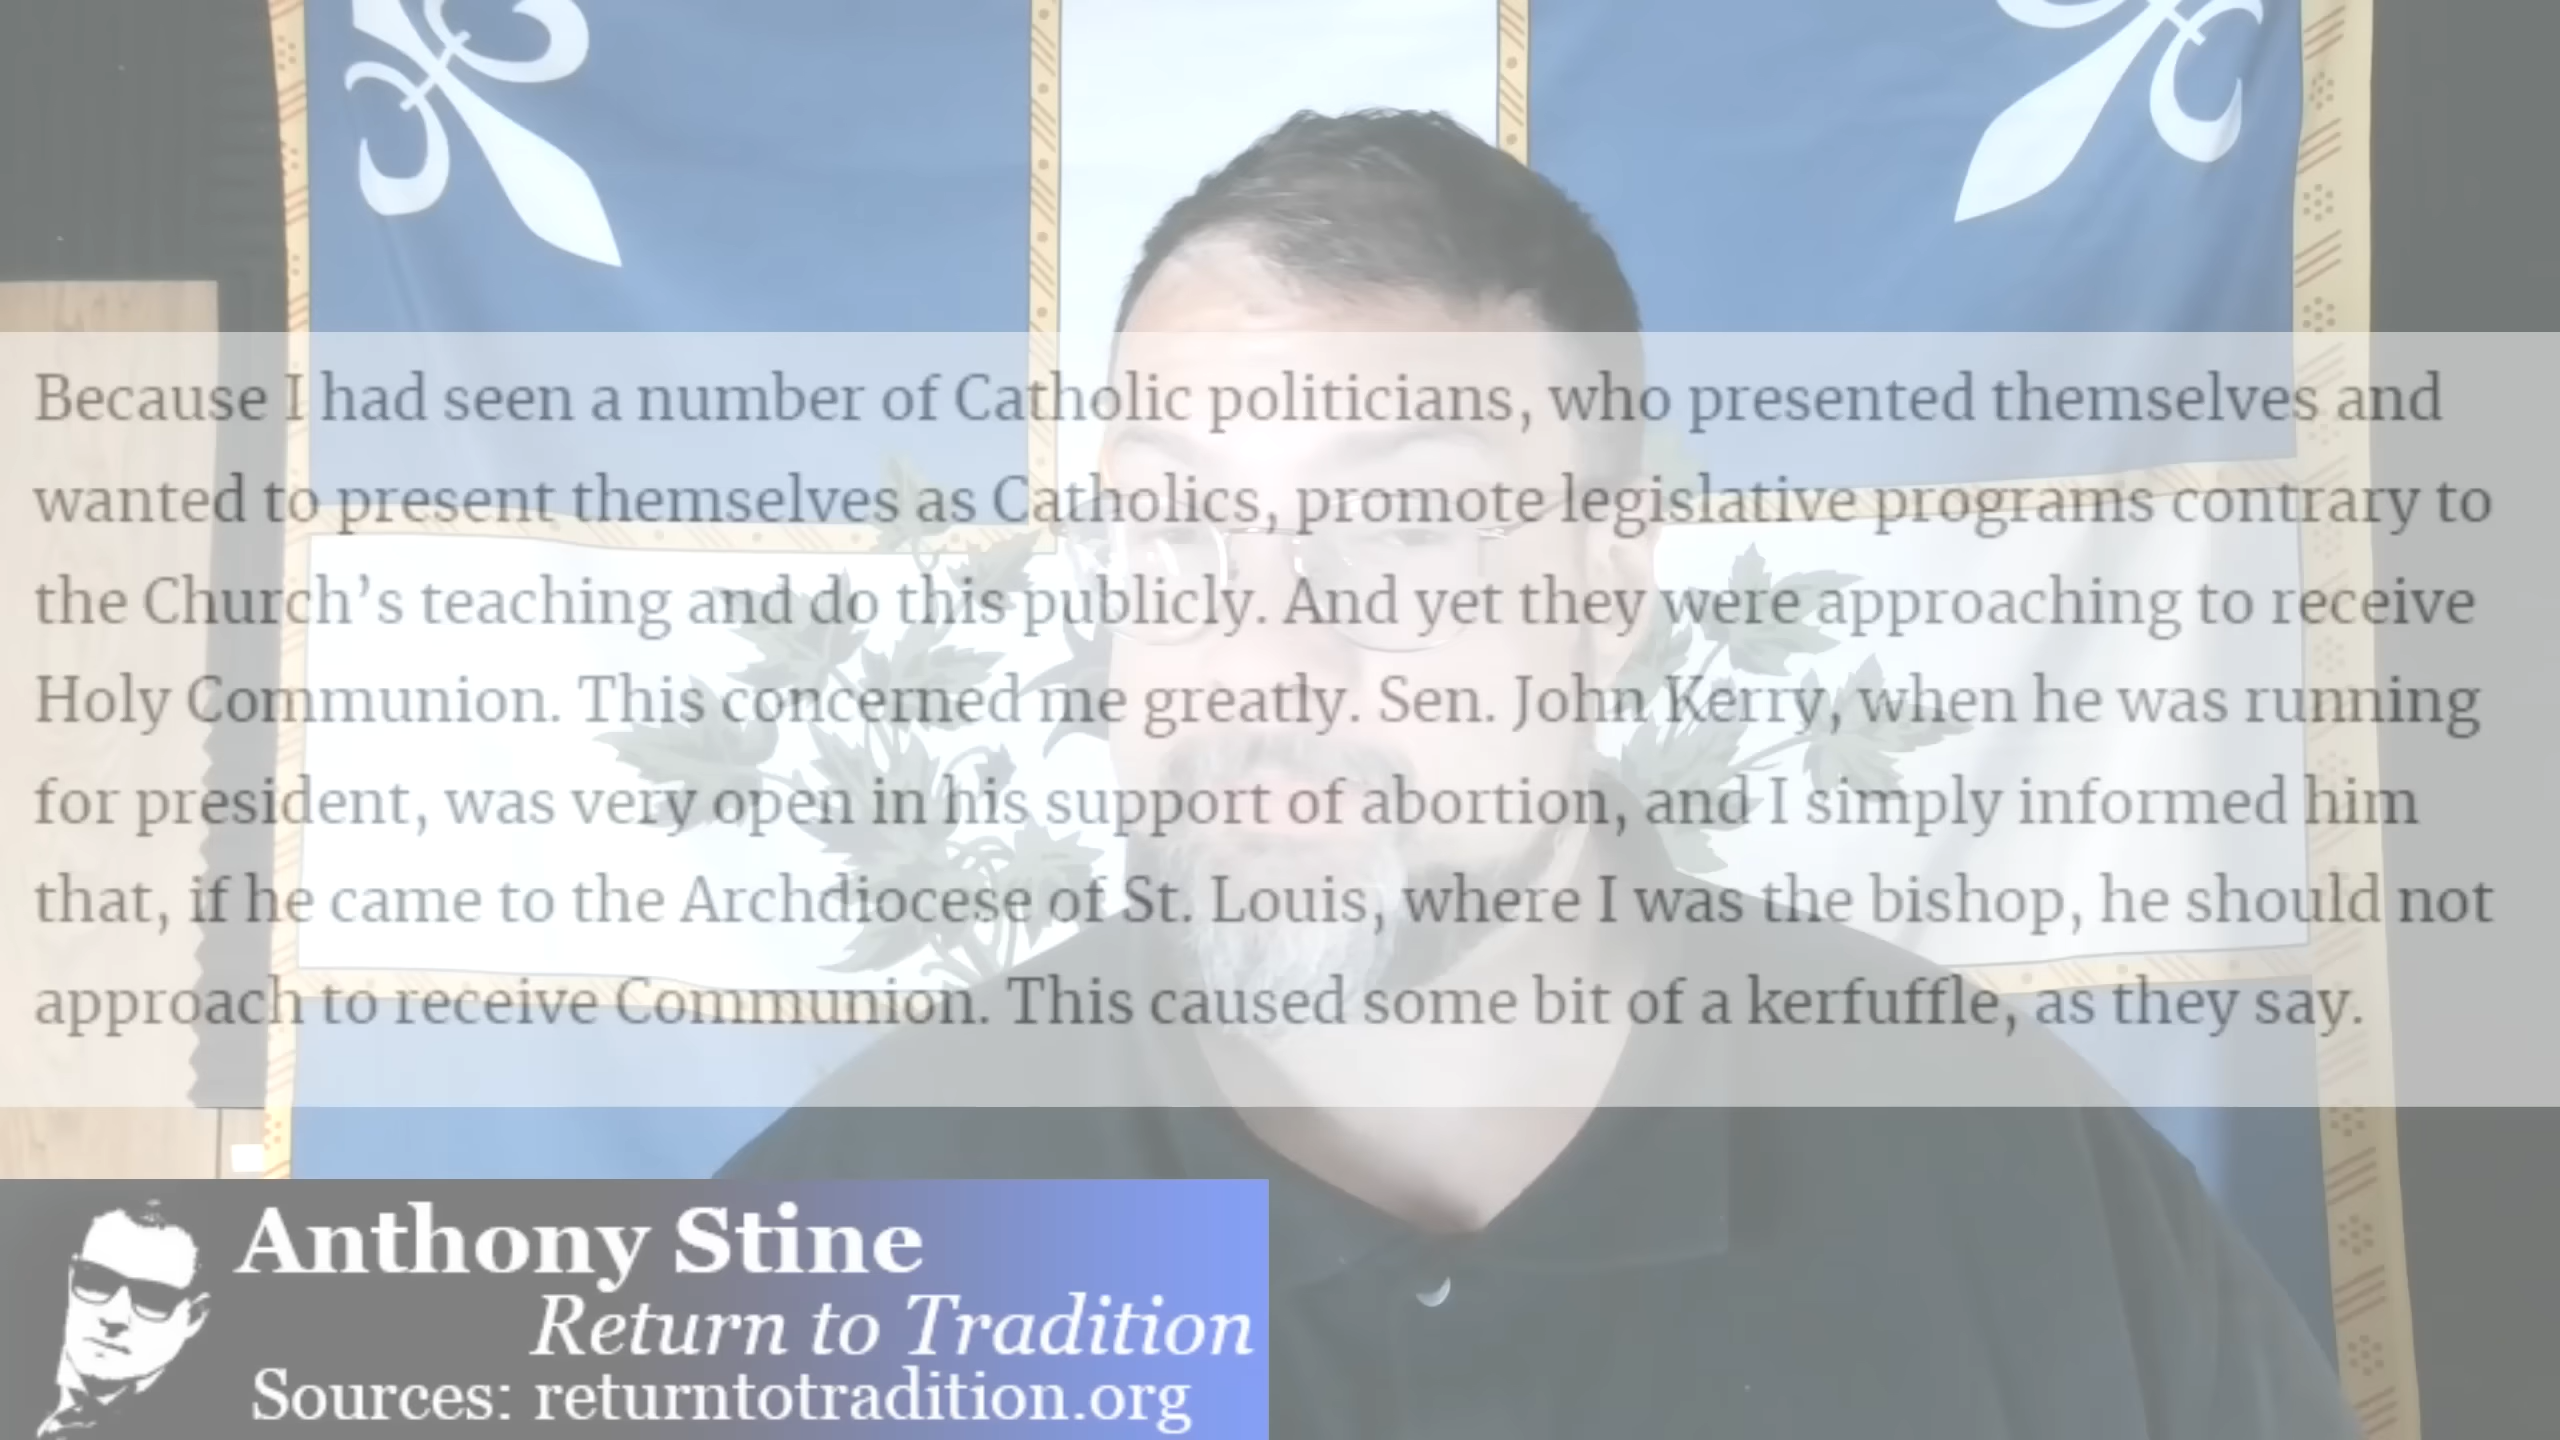 Because I had seen a number of Catholic politicians, who presented themselves and
wanted to present themselves as Catholics, promote legislative programs contrary to
the Church’s teaching and do this publicly. And yet they were approaching to receive
Holy Communion. This concerned me greatly. Sen. John Kerry, when he was running
for president, was very open in his support of abortion, and I simply informed him
that, if he came to the Archdiocese of St. Louis, where I was the bishop, he should not
approach to receive Communion. This caused some bit of a kerfuffle, as they say.
Anthony Stine
Return to Tradition
Sources: returntotradition.org